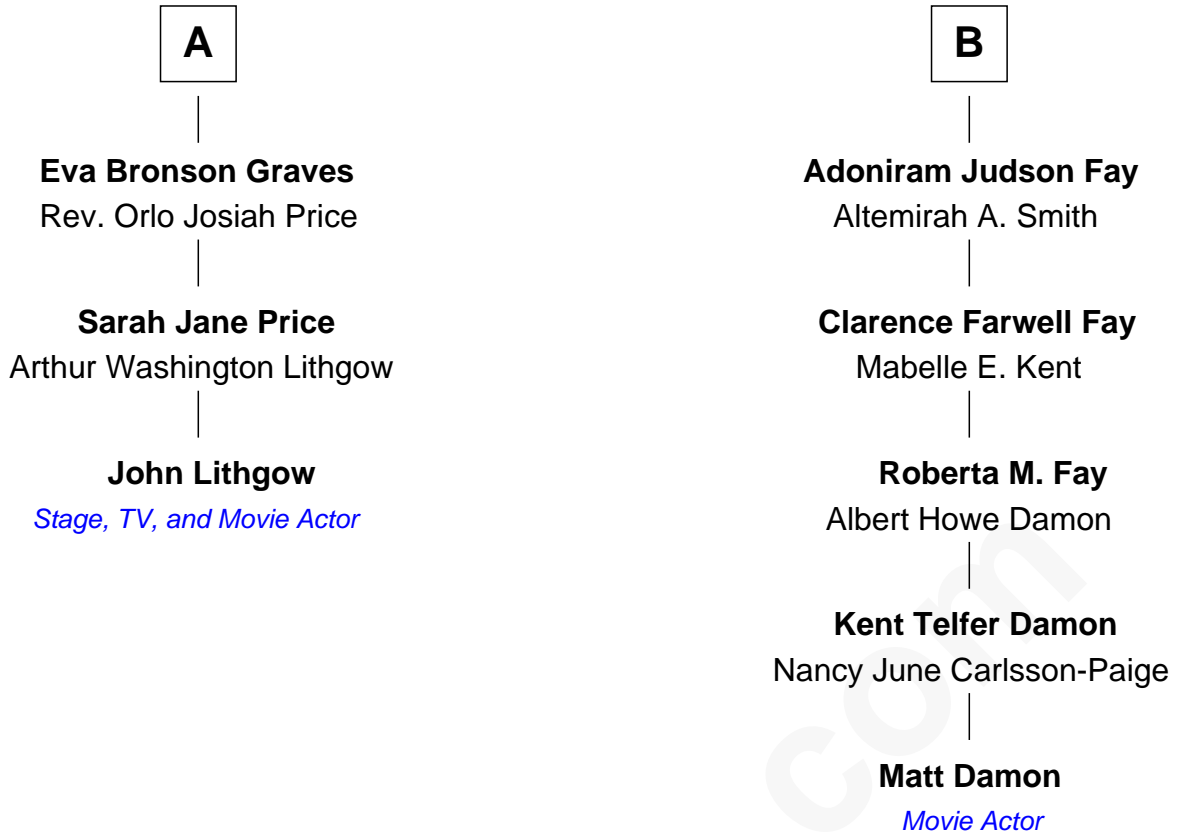 A
Eva Bronson Graves
Rev. Orlo Josiah Price
Sarah Jane Price
Arthur Washington Lithgow
John Lithgow
Stage, TV, and Movie Actor
B
Adoniram Judson Fay
Altemirah A. Smith
Clarence Farwell Fay
Mabelle E. Kent
Roberta M. Fay
Albert Howe Damon
Kent Telfer Damon
Nancy June Carlsson-Paige
Matt Damon
Movie Actor
com